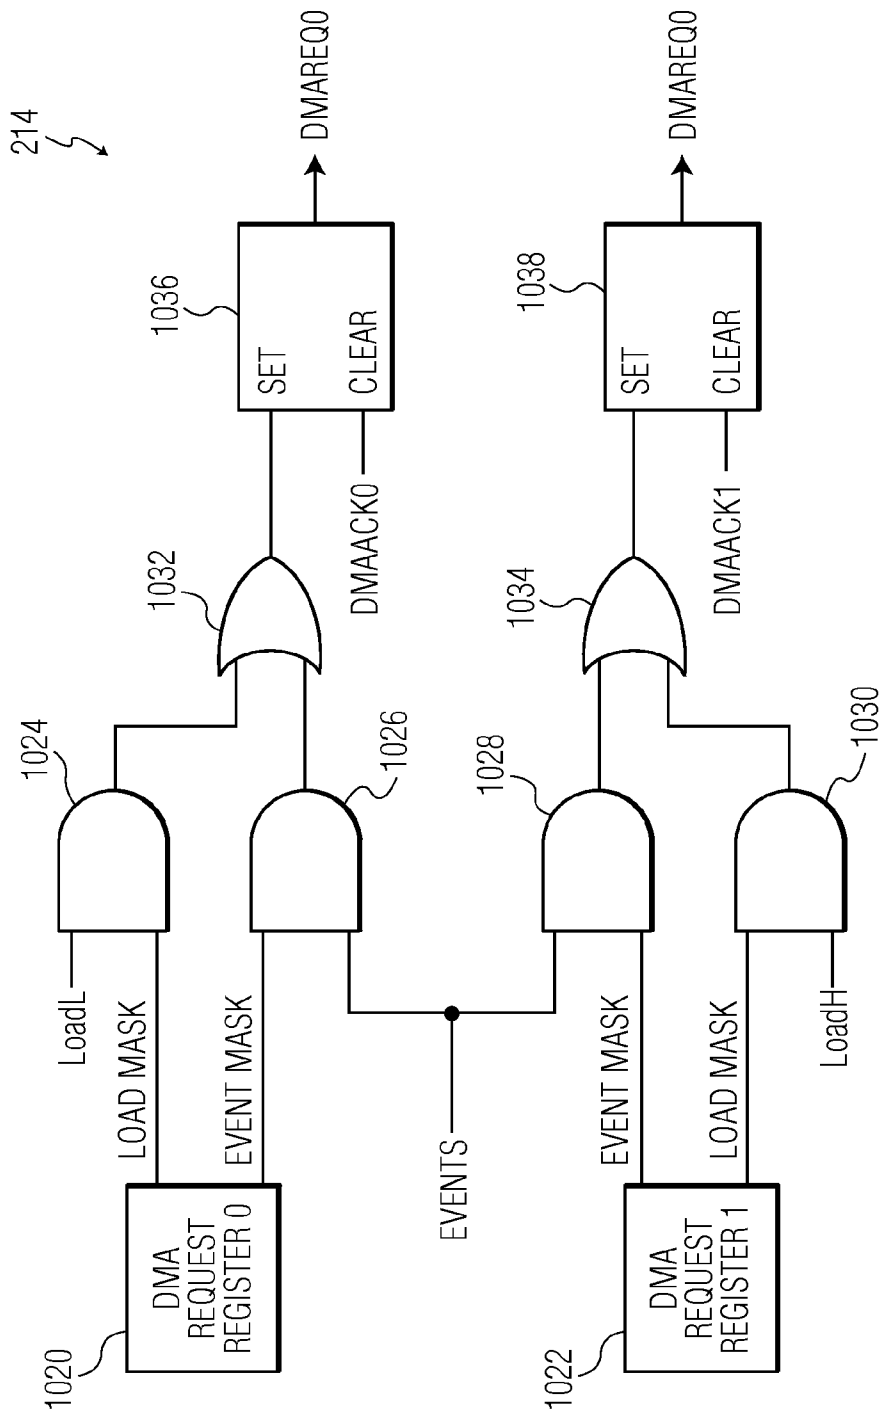 214
1020
DMA
REQUEST
REGISTER 0
LOAD MASK
EVENT MASK
LoadL
1024
1026
1032
1036
SET
CLEAR
DMAACK0
DMAREQ0
EVENTS
1022
DMA
REQUEST
REGISTER 1
EVENT MASK
LOAD MASK
LoadH
1028
1030
1034
1038
SET
CLEAR
DMAACK1
DMAREQ0